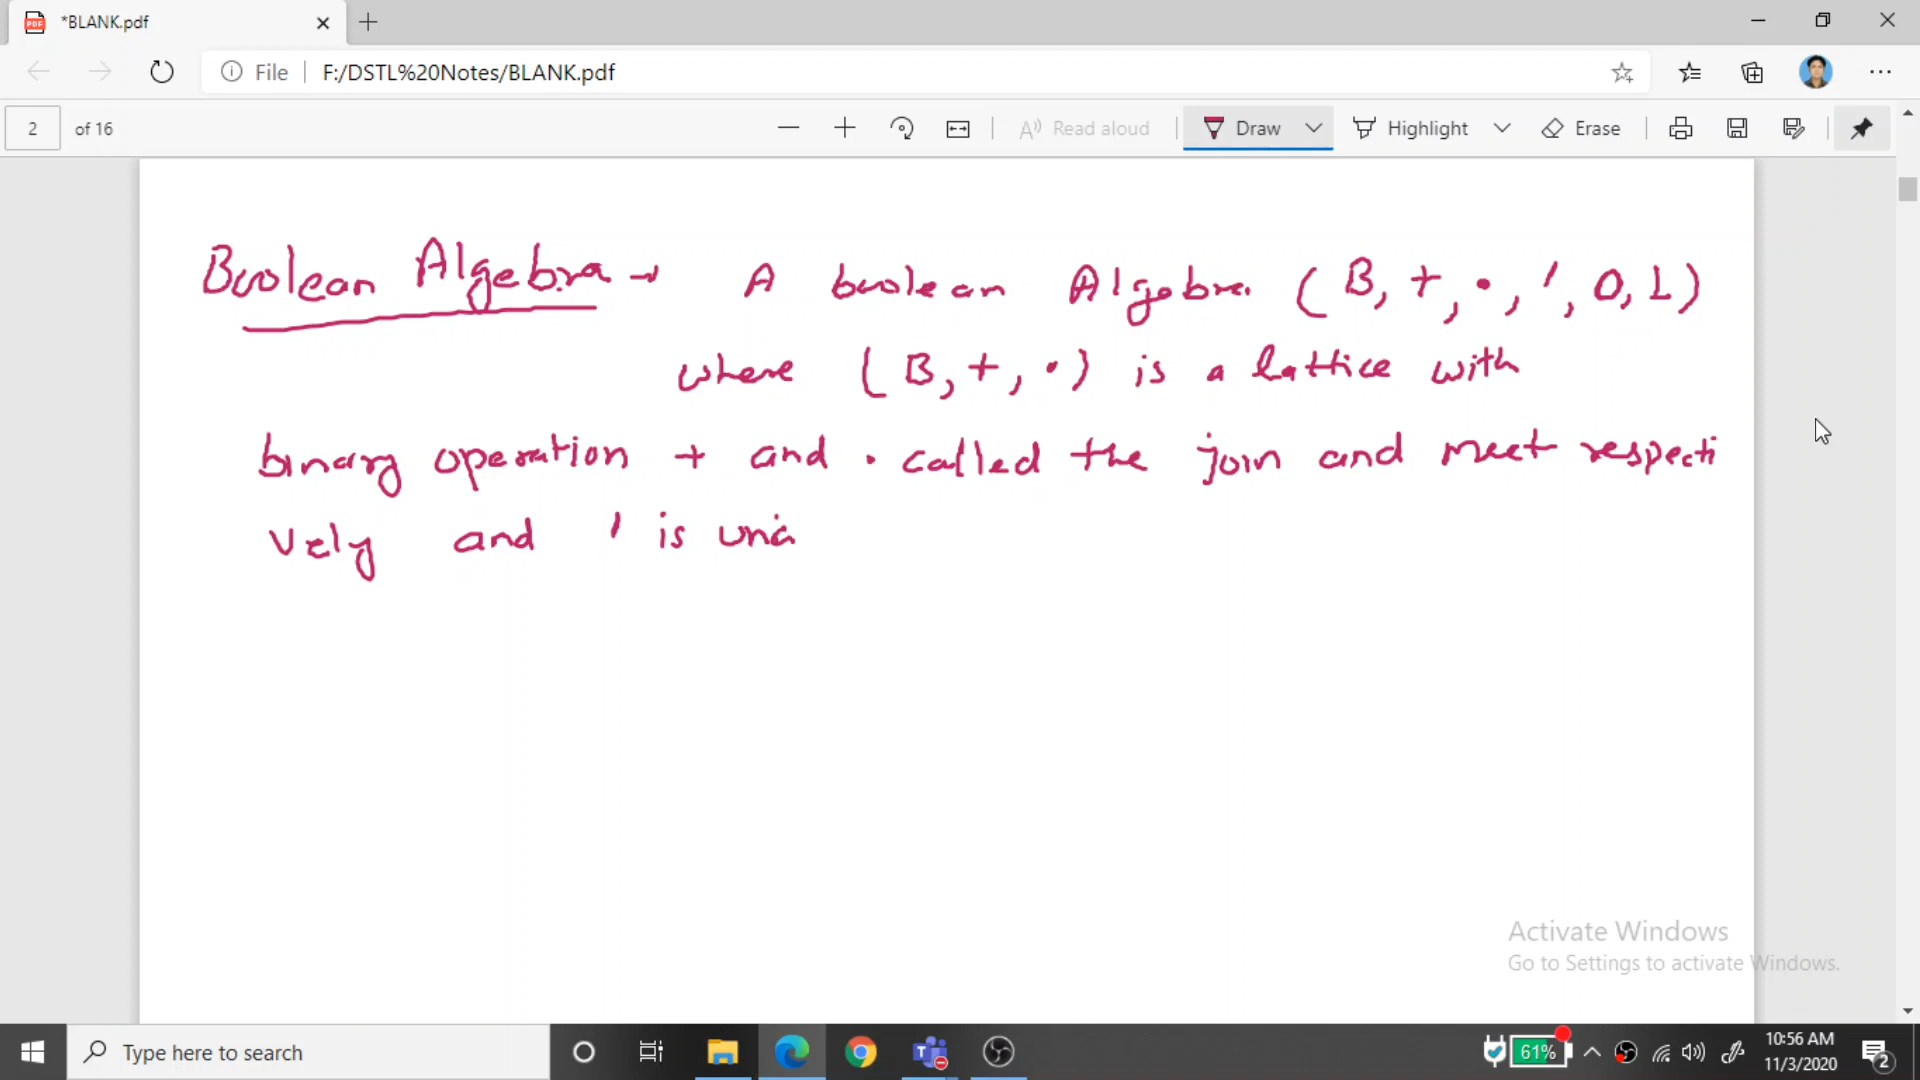 *BLANK.pdf
File F:/DSTL%20Notes/BLANK.pdf
2 of 16 Read aloud Draw Highlight Erase
Boolean Algebra → A boolean Algebra (B, +, •, ', 0, 1)
where (B, +, •) is a lattice with
binary operation + and . called the join and meet respecti
vely and ' is una
Activate Windows
Go to Settings to activate Windows.
Type here to search
61%
10:56 AM
11/3/2020
2